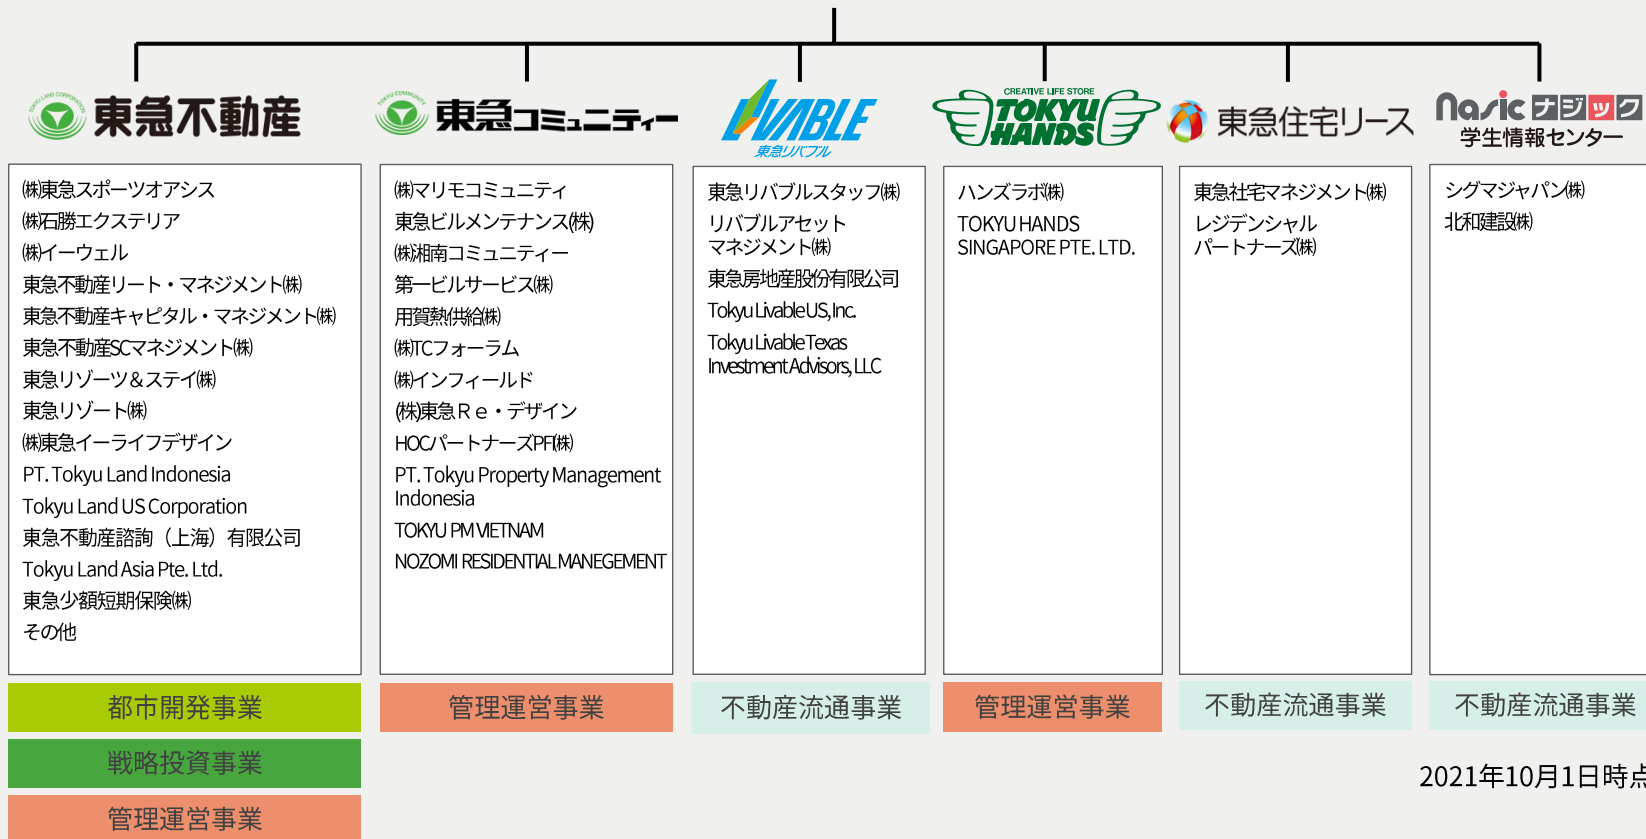 TOKYU LAND CORPORATION
東急不動産
㈱東急スポーツオアシス
㈱石勝エクステリア
㈱イーウェル
東急不動産リート・マネジメント㈱
東急不動産キャピタル・マネジメント㈱
東急不動産SCマネジメント㈱
東急リゾーツ＆ステイ㈱
東急リゾート㈱
㈱東急イーライフデザイン
PT. Tokyu Land Indonesia
Tokyu Land US Corporation
東急不動産諮詢（上海）有限公司
Tokyu Land Asia Pte. Ltd.
東急少額短期保険㈱
その他
都市開発事業
戦略投資事業
管理運営事業
TOKYU COMMUNITY
東急コミュニティー
㈱マリモコミュニティ
東急ビルメンテナンス(株)
㈱湘南コミュニティー
第一ビルサービス㈱
用賀熱供給㈱
㈱TCフォーラム
㈱インフィールド
(株)東急Ｒｅ・デザイン
HOCパートナーズPFI㈱
PT. Tokyu Property Management
Indonesia
TOKYU PM VIETNAM
NOZOMI RESIDENTIAL MANEGEMENT
管理運営事業
LIVABLE
東急リバブル
東急リバブルスタッフ㈱
リバブルアセット
マネジメント㈱
東急房地産股份有限公司
Tokyu Livable US, Inc.
Tokyu Livable Texas
Investment Advisors, LLC
不動産流通事業
CREATIVE LIFE STORE
TOKYU
HANDS
ハンズラボ㈱
TOKYU HANDS
SINGAPORE PTE. LTD.
管理運営事業
東急住宅リース
東急社宅マネジメント㈱
レジデンシャル
パートナーズ㈱
不動産流通事業
nasic ナジック
学生情報センター
シグマジャパン㈱
北和建設㈱
不動産流通事業
2021年10月1日時点